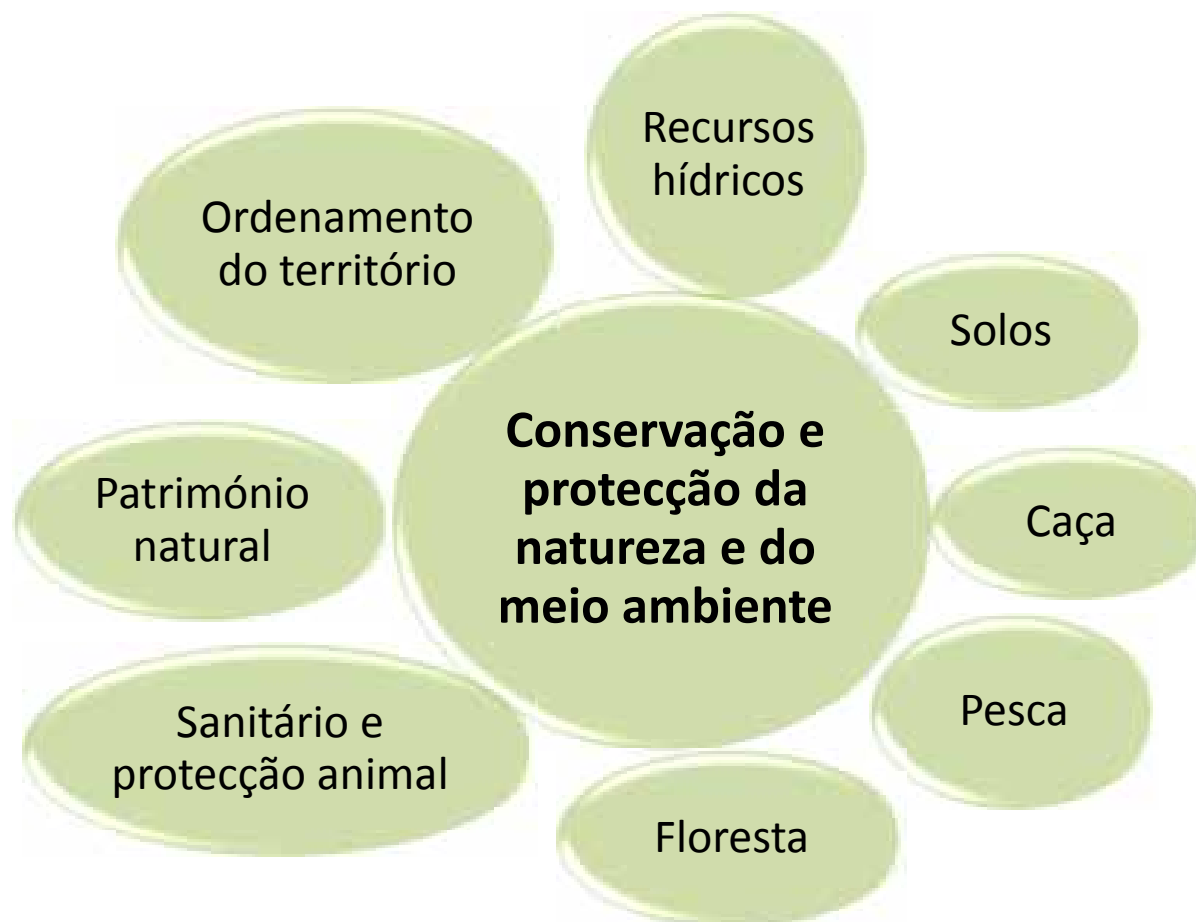 Recursos
hídricos
Ordenamento
do território
Solos
Conservação e
protecção da
natureza e do
meio ambiente
Património
natural
Caça
Pesca
Sanitário e
protecção animal
Floresta